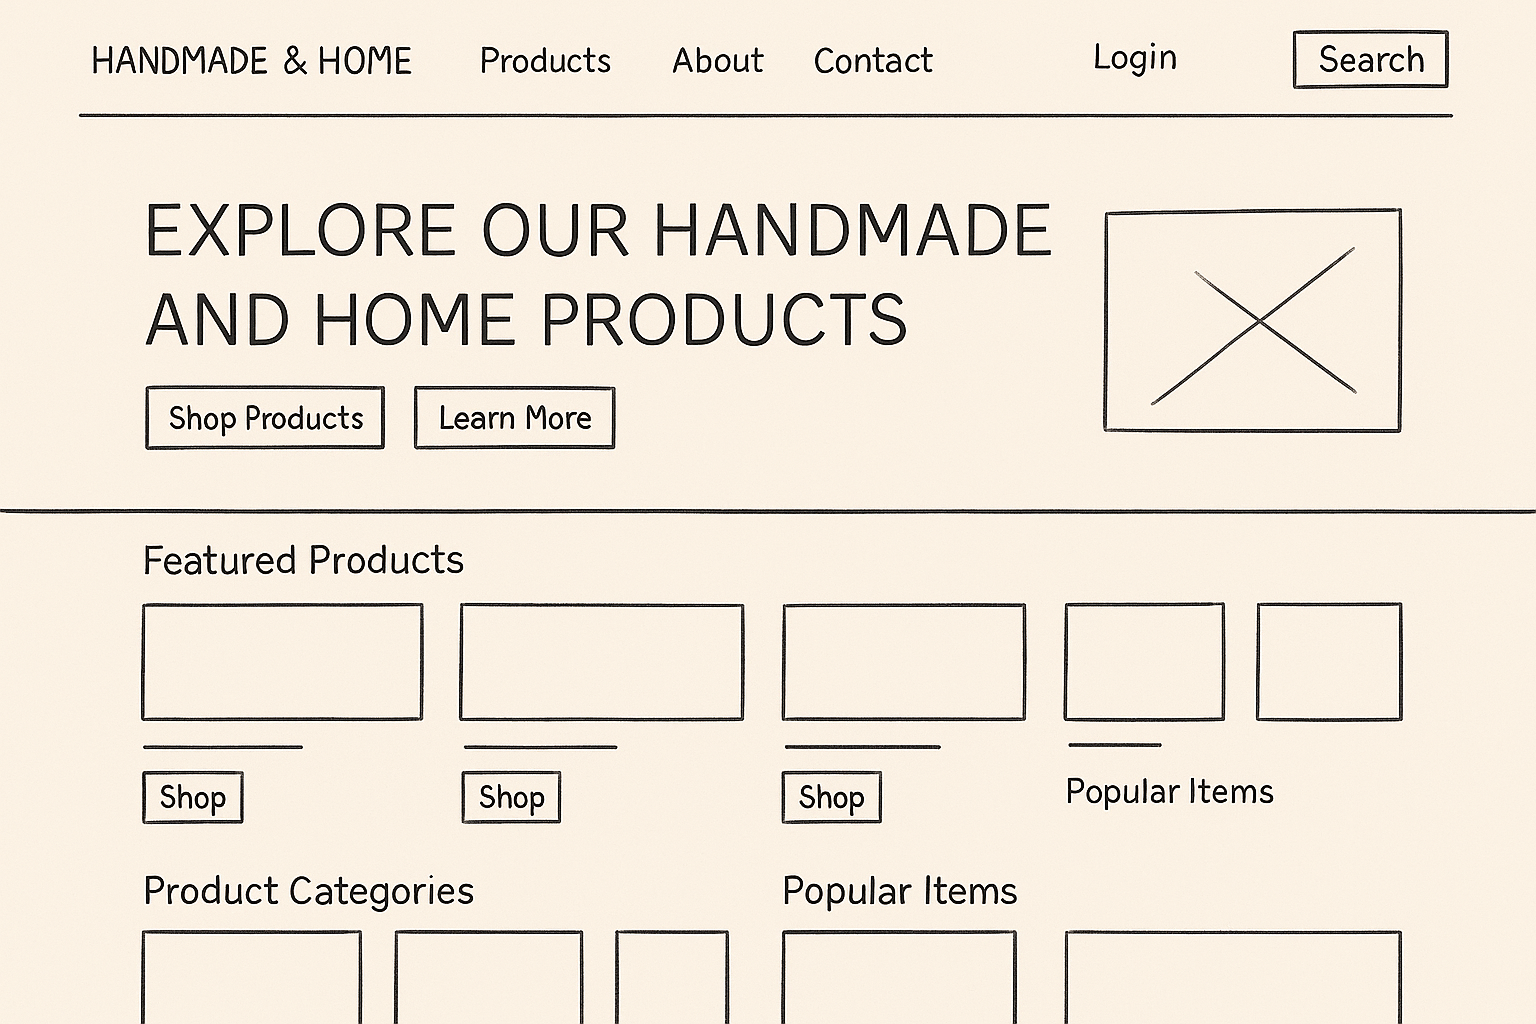 HANDMADE & HOME Products About Contact Login Search
EXPLORE OUR HANDMADE
AND HOME PRODUCTS
Shop Products Learn More
Featured Products
Shop Shop Shop Popular Items
Product Categories Popular Items